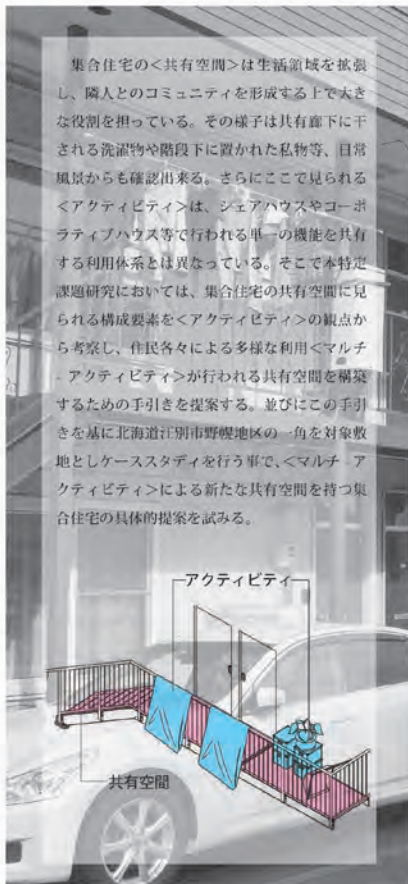 集合住宅の<共有空間>は生活領域を拡張
し、隣人とのコミュニティを形成する上で大き
な役割を担っている。その様子は共有廊下に干
される洗濯物や階段下に置かれた私物等、日常
風景からも確認出来る。さらにここで見られる
<アクティビティ>は、シェアハウスやコーポ
ラティブハウス等で行われる単一の機能を共有
する利用体系とは異なっている。そこで本特定
課題研究においては、集合住宅の共有空間に見
られる構成要素を<アクティビティ>の観点か
ら考察し、住民各々による多様な利用<マルチ
- アクティビティ>が行われる共有空間を構築
するための手引きを提案する。並びにこの手引
きを基に北海道江別市野幌地区の一角を対象敷
地としケーススタディを行う事で、<マルチ - ア
クティビティ>による新たな共有空間を持つ集
合住宅の具体的提案を試みる。
アクティビティ
共有空間